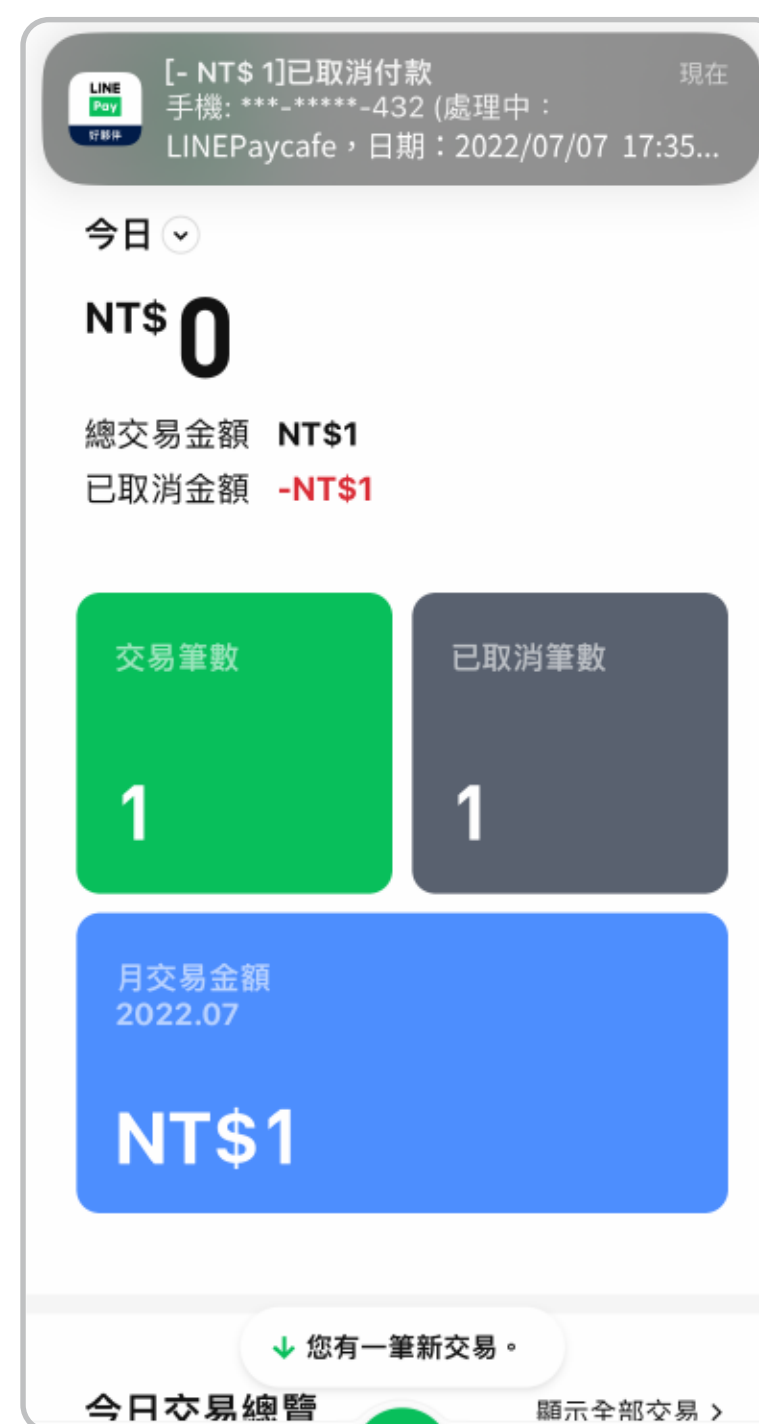 LINE
Pay
好夥伴
[- NT$ 1]已取消付款
現在
手機: ***-*****-432 (處理中：
LINEPaycafe，日期：2022/07/07 17:35...
今日
NT$ 0
總交易金額 NT$1
已取消金額 -NT$1
交易筆數
1
已取消筆數
1
月交易金額
2022.07
NT$1
↓ 您有一筆新交易。
今日交易總覽
顯示全部交易 >